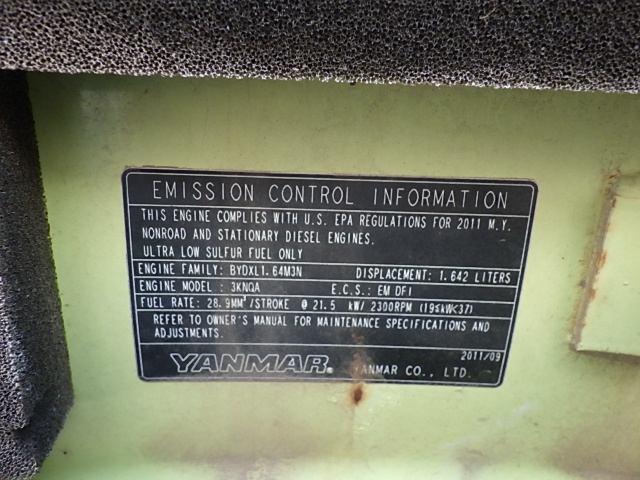 EMISSION CONTROL INFORMATION
THIS ENGINE COMPLIES WITH U.S. EPA REGULATIONS FOR 2011 M.Y.
NONROAD AND STATIONARY DIESEL ENGINES.
ULTRA LOW SULFUR FUEL ONLY
ENGINE FAMILY: BYDXL1.64M3N DISPLACEMENT: 1.642 LITERS
ENGINE MODEL: 3KNQA E.C.S.: EM DFI
FUEL RATE: 28.9MM³/STROKE @ 21.5 kW/ 2300RPM (19≤kW<37)
REFER TO OWNER'S MANUAL FOR MAINTENANCE SPECIFICATIONS AND
ADJUSTMENTS.
2011/09
YANMAR® YANMAR CO., LTD.